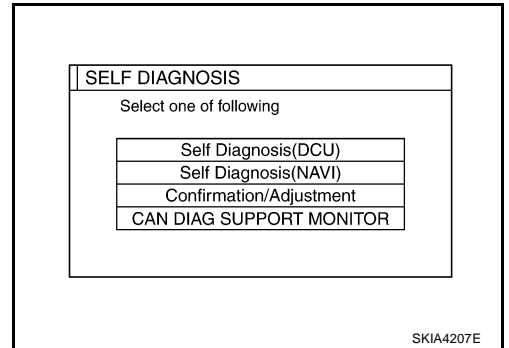 SELF DIAGNOSIS
Select one of following
Self Diagnosis(DCU)
Self Diagnosis(NAVI)
Confirmation/Adjustment
CAN DIAG SUPPORT MONITOR
SKIA4207E